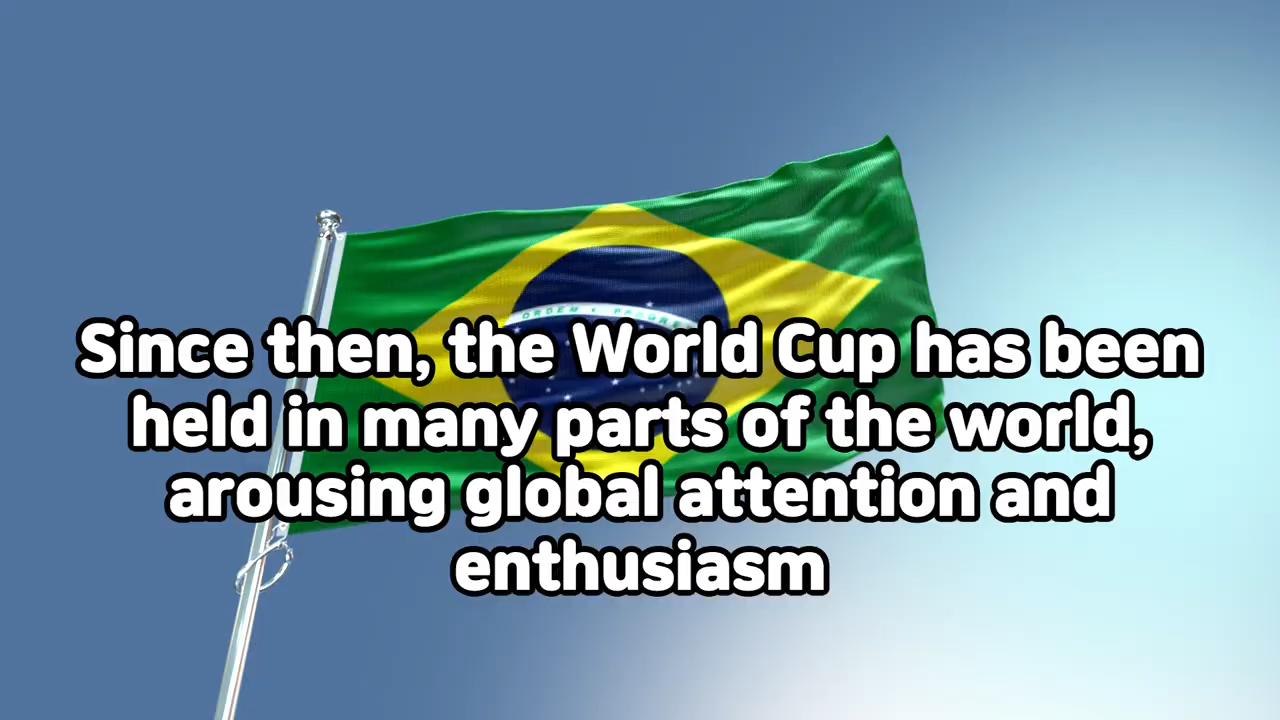 ORDEM
Since then, the World Cup has been
held in many parts of the world,
arousing global attention and
enthusiasm